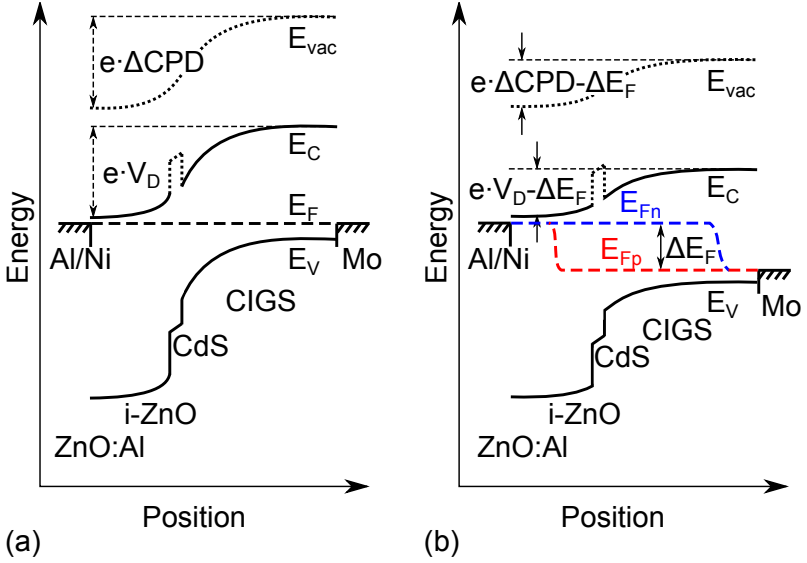 Energy
e·ΔCPD
E_vac
e·V_D
E_C
E_F
Al/Ni
E_V
Mo
CIGS
CdS
i-ZnO
ZnO:Al
Position
(a)
Energy
e·ΔCPD-ΔE_F
E_vac
e·V_D-ΔE_F
E_C
E_Fn
Al/Ni
E_Fp
ΔE_F
E_V
Mo
CIGS
CdS
i-ZnO
ZnO:Al
Position
(b)